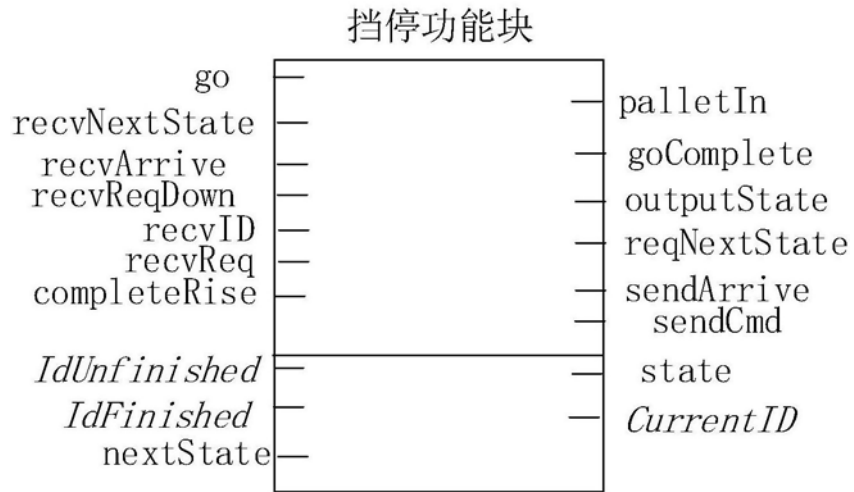 挡停功能块
go
recvNextState
recvArrive
recvReqDown
recvID
recvReq
completeRise
IdUnfinished
IdFinished
nextState
palletIn
goComplete
outputState
reqNextState
sendArrive
sendCmd
state
CurrentID